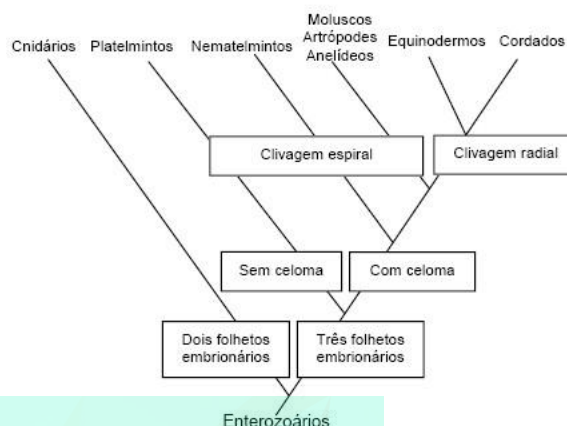 Cnidários Platelmintos Nematelmintos Moluscos
Artrópodes
Anelídeos Equinodermos Cordados
Clivagem espiral Clivagem radial
Sem celoma Com celoma
Dois folhetos
embrionários
Três folhetos
embrionários
Enterozoários